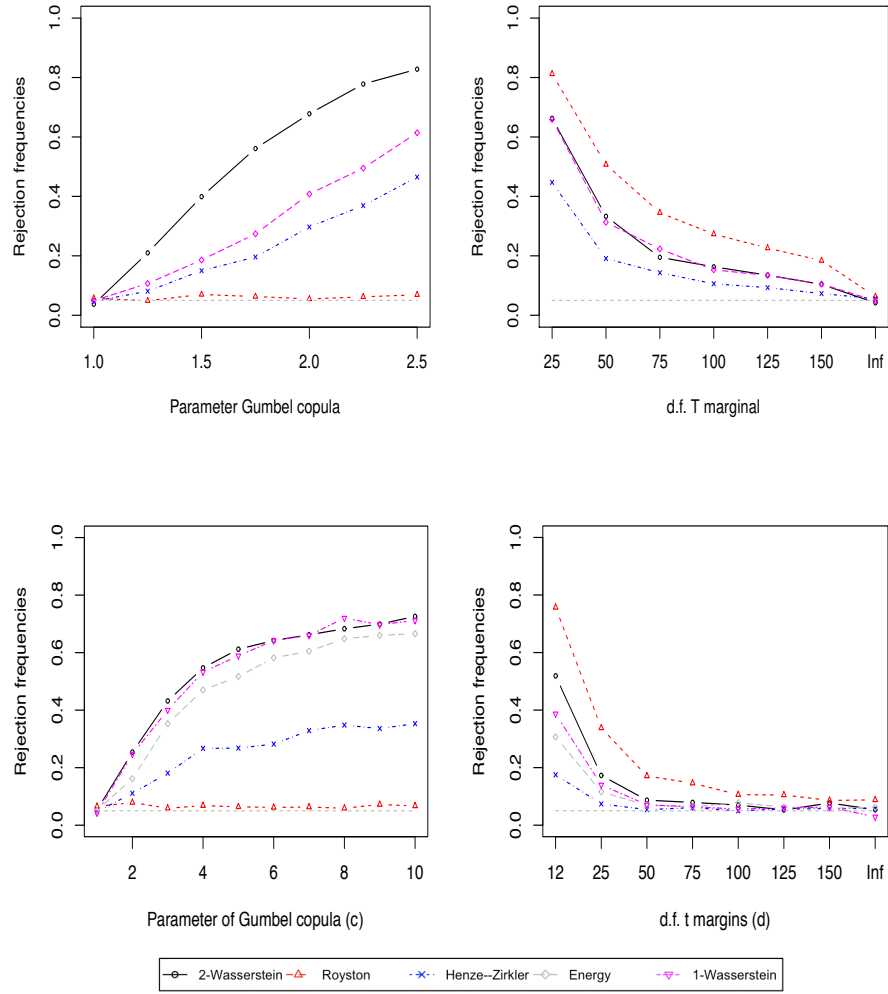 Rejection frequencies
0.0 0.2 0.4 0.6 0.8 1.0
1.0 1.5 2.0 2.5
Parameter Gumbel copula
Rejection frequencies
0.0 0.2 0.4 0.6 0.8 1.0
25 50 75 100 125 150 Inf
d.f. T marginal
Rejection frequencies
0.0 0.2 0.4 0.6 0.8 1.0
2 4 6 8 10
Parameter of Gumbel copula (c)
Rejection frequencies
0.0 0.2 0.4 0.6 0.8 1.0
12 25 50 75 100 125 150 Inf
d.f. t margins (d)
2-Wasserstein Royston Henze--Zirkler Energy 1-Wasserstein